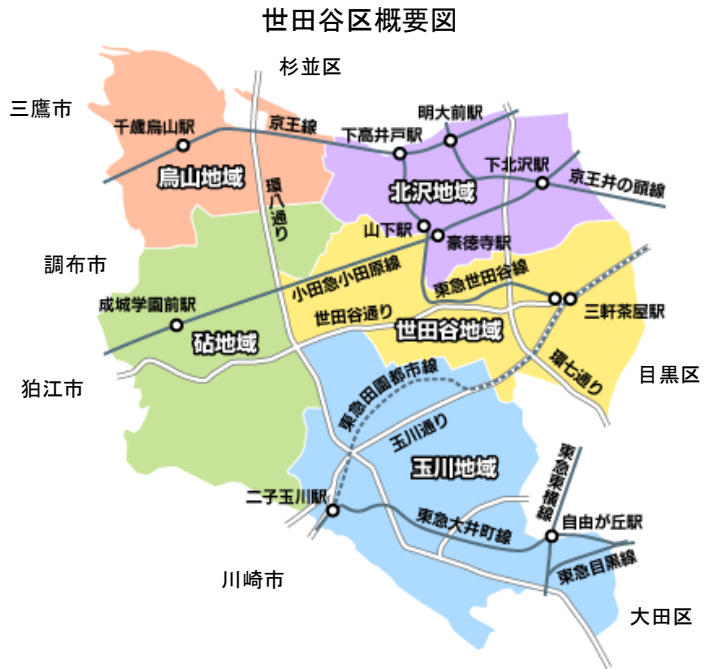 世田谷区概要図
杉並区
三鷹市
明大前駅
千歳烏山駅
京王線
下高井戸駅
下北沢駅
烏山地域
北沢地域
京王井の頭線
環八通り
山下駅
豪徳寺駅
調布市
小田急小田原線
東急世田谷線
成城学園前駅
世田谷通り
三軒茶屋駅
砧地域
世田谷地域
環七通り
目黒区
狛江市
東急田園都市線
玉川通り
玉川地域
東急東横線
二子玉川駅
東急大井町線
自由が丘駅
東急目黒線
川崎市
大田区